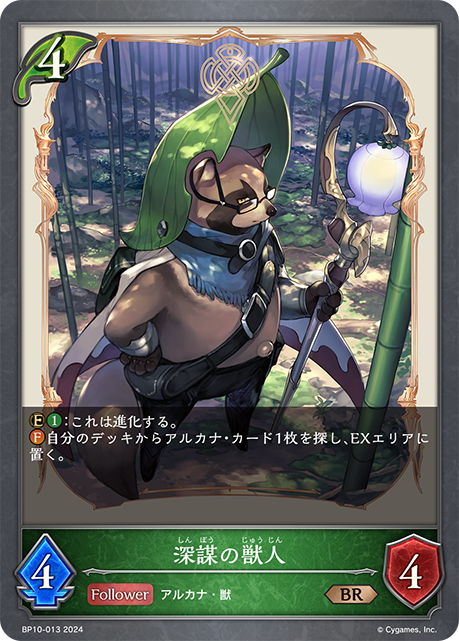 4
E 1：これは進化する。
F 自分のデッキからアルカナ・カード1枚を探し、EXエリアに
置く。
しん ぼう じゅう じん
深謀の獣人
4
Follower アルカナ・獣
BR
4
BP10-013 2024
© Cygames, Inc.